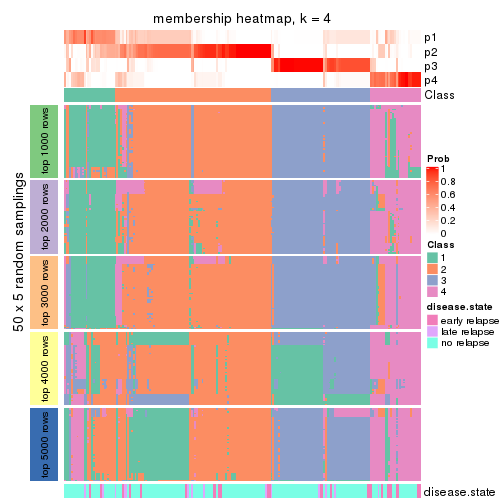 membership heatmap, k = 4
p1
p2
p3
p4
Class
50 x 5 random samplings
top 1000 rows
top 2000 rows
top 3000 rows
top 4000 rows
top 5000 rows
Prob
1
0.8
0.6
0.4
0.2
0
Class
1
2
3
4
disease.state
early relapse
late relapse
no relapse
disease.state